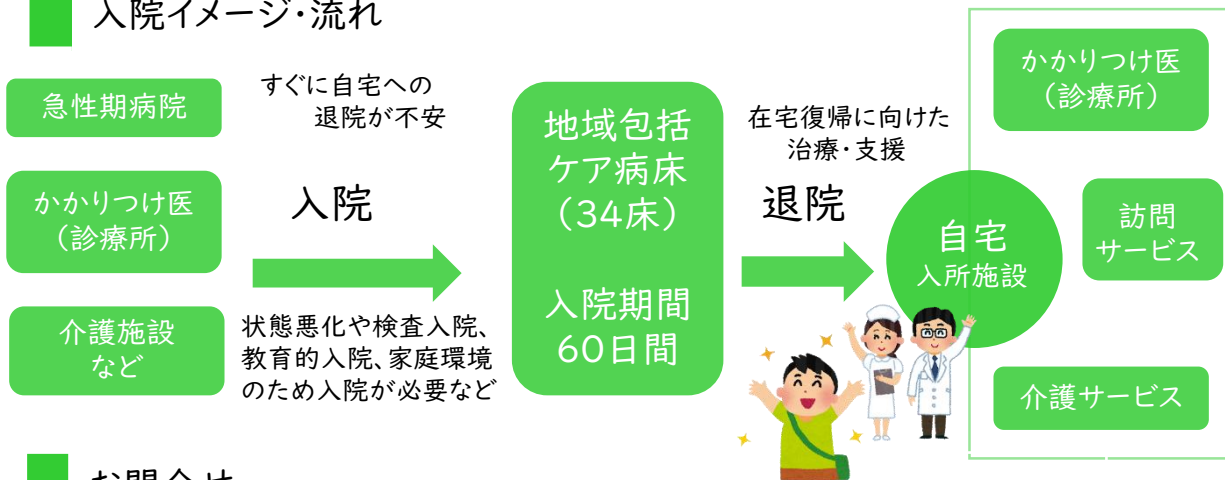 入院イメージ・流れ
急性期病院
かかりつけ医
（診療所）
介護施設
など
すぐに自宅への
退院が不安
入院
状態悪化や検査入院、
教育的入院、家庭環境
のため入院が必要など
地域包括
ケア病床
（34床）
入院期間
60日間
在宅復帰に向けた
治療・支援
退院
自宅
入所施設
かかりつけ医
（診療所）
訪問
サービス
介護サービス
お問合せ